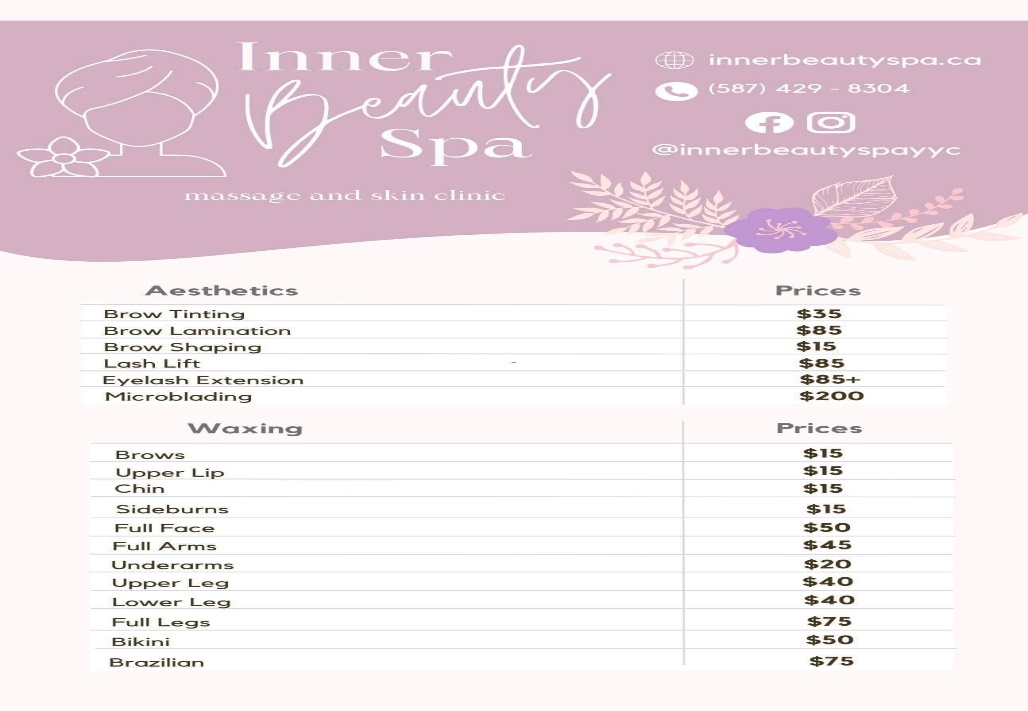 Inner
Beauty
Spa
massage and skin clinic
innerbeautyspa.ca
(587) 429 - 8304
@innerbeautyspayyc
Aesthetics Prices
Brow Tinting $35
Brow Lamination $85
Brow Shaping $15
Lash Lift $85
Eyelash Extension $85+
Microblading $200
Waxing Prices
Brows $15
Upper Lip $15
Chin $15
Sideburns $15
Full Face $50
Full Arms $45
Underarms $20
Upper Leg $40
Lower Leg $40
Full Legs $75
Bikini $50
Brazilian $75